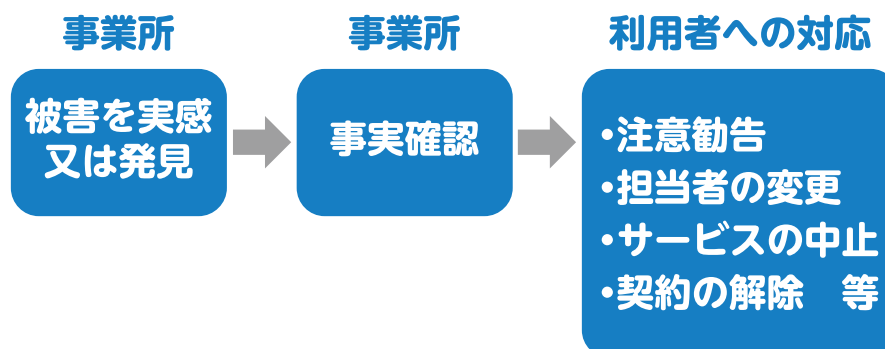 事業所
被害を実感
又は発見
事業所
事実確認
利用者への対応
•注意勧告
•担当者の変更
•サービスの中止
•契約の解除　等